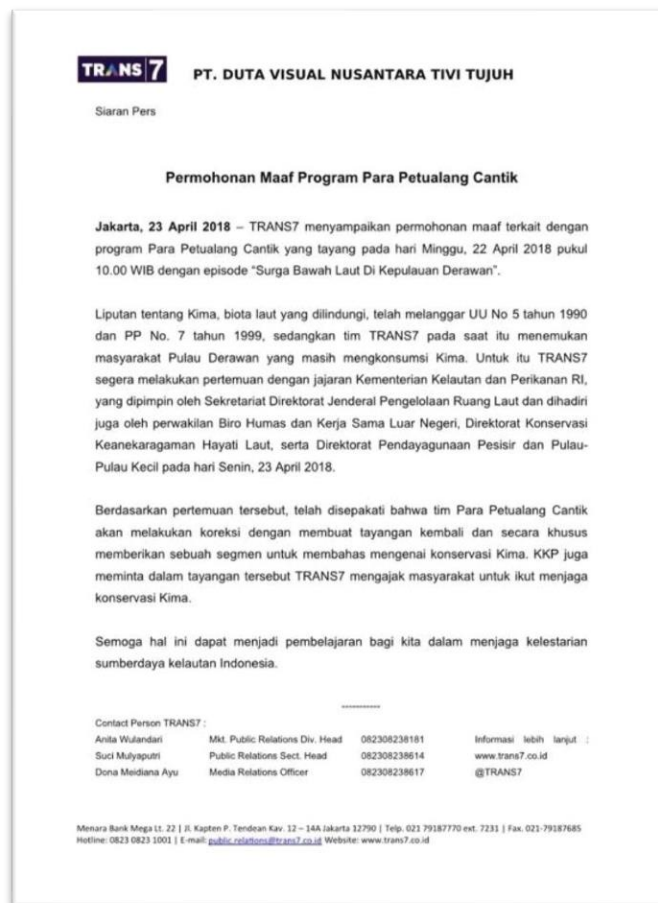 TRANS 7 PT. DUTA VISUAL NUSANTARA TIVI TUJUH
Siaran Pers
Permohonan Maaf Program Para Petualang Cantik
Jakarta, 23 April 2018 – TRANS7 menyampaikan permohonan maaf terkait dengan
program Para Petualang Cantik yang tayang pada hari Minggu, 22 April 2018 pukul
10.00 WIB dengan episode “Surga Bawah Laut Di Kepulauan Derawan”.
Liputan tentang Kima, biota laut yang dilindungi, telah melanggar UU No 5 tahun 1990
dan PP No. 7 tahun 1999, sedangkan tim TRANS7 pada saat itu menemukan
masyarakat Pulau Derawan yang masih mengkonsumsi Kima. Untuk itu TRANS7
segera melakukan pertemuan dengan jajaran Kementerian Kelautan dan Perikanan RI,
yang dipimpin oleh Sekretariat Direktorat Jenderal Pengelolaan Ruang Laut dan dihadiri
juga oleh perwakilan Biro Humas dan Kerja Sama Luar Negeri, Direktorat Konservasi
Keanekaragaman Hayati Laut, serta Direktorat Pendayagunaan Pesisir dan Pulau-
Pulau Kecil pada hari Senin, 23 April 2018.
Berdasarkan pertemuan tersebut, telah disepakati bahwa tim Para Petualang Cantik
akan melakukan koreksi dengan membuat tayangan kembali dan secara khusus
memberikan sebuah segmen untuk membahas mengenai konservasi Kima. KKP juga
meminta dalam tayangan tersebut TRANS7 mengajak masyarakat untuk ikut menjaga
konservasi Kima.
Semoga hal ini dapat menjadi pembelajaran bagi kita dalam menjaga kelestarian
sumberdaya kelautan Indonesia.
-----------
Contact Person TRANS7 :
Anita Wulandari Mkt. Public Relations Div. Head 082308238181 Informasi lebih lanjut :
Suci Mulyaputri Public Relations Sect. Head 082308238614 www.trans7.co.id
Dona Meidiana Ayu Media Relations Officer 082308238617 @TRANS7
Menara Bank Mega Lt. 22 | Jl. Kapten P. Tendean Kav. 12 – 14A Jakarta 12790 | Telp. 021 79187770 ext. 7231 | Fax. 021-79187685
Hotline: 0823 0823 1001 | E-mail: public.relations@trans7.co.id Website: www.trans7.co.id